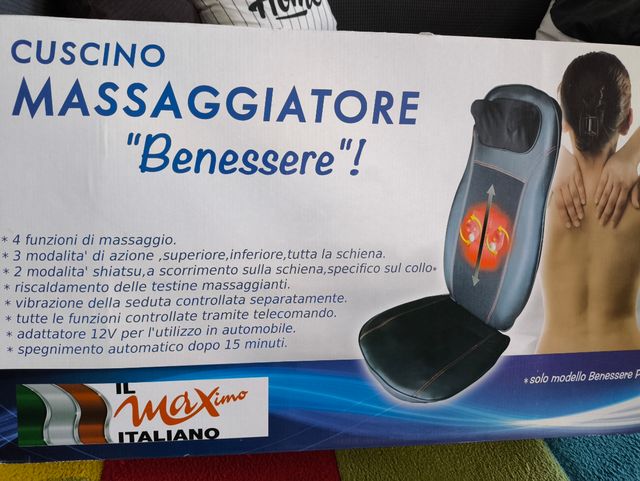 Home
CUSCINO
MASSAGGIATORE
"Benessere"!
* 4 funzioni di massaggio.
* 3 modalita' di azione ,superiore,inferiore,tutta la schiena.
* 2 modalita' shiatsu,a scorrimento sulla schiena,specifico sul collo*
* riscaldamento delle testine massaggianti.
* vibrazione della seduta controllata separatamente.
* tutte le funzioni controllate tramite telecomando.
* adattatore 12V per l'utilizzo in automobile.
* spegnimento automatico dopo 15 minuti.
*solo modello Benessere P
IL
maximo
ITALIANO